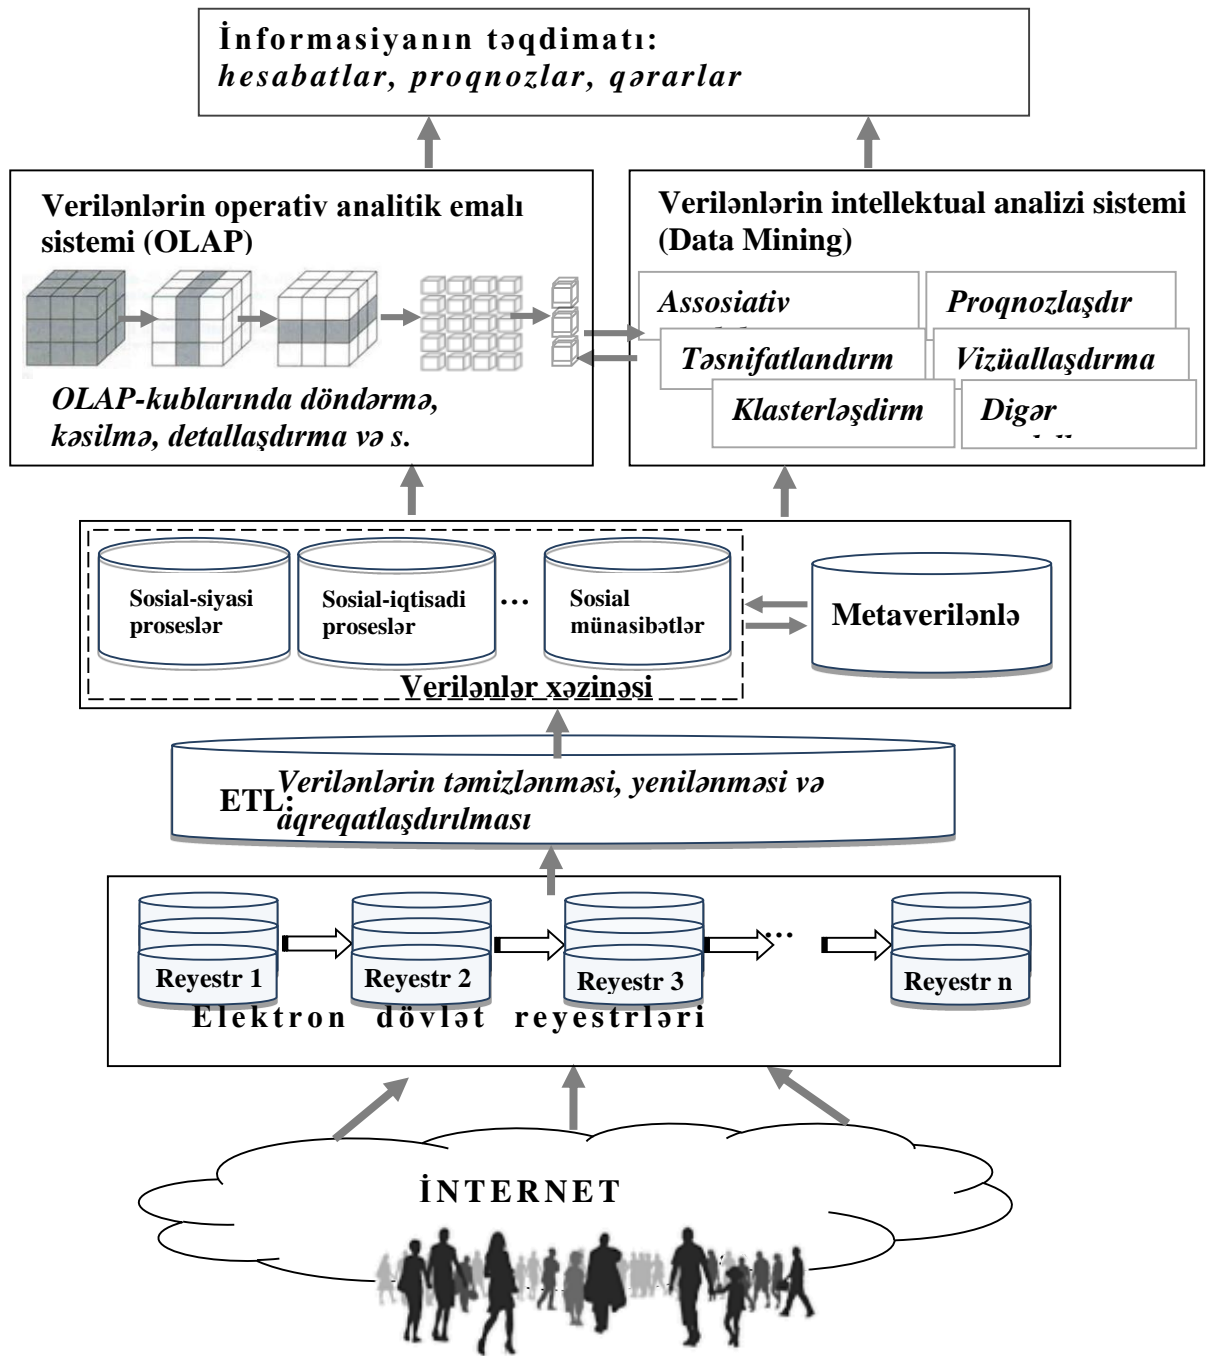 İnformasiyanın təqdimatı:
hesabatlar, proqnozlar, qərarlar
Verilənlərin operativ analitik emalı
sistemi (OLAP)
OLAP-kublarında döndərmə,
kəsilmə, detallaşdırma və s.
Verilənlərin intellektual analizi sistemi
(Data Mining)
Assosiativ
Proqnozlaşdır
Təsnifatlandırm
Vizüallaşdırma
Klasterləşdirm
Digər
Sosial-siyasi
proseslər
Sosial-iqtisadi
proseslər
...
Sosial
münasibətlər
Metaverilənlə
Verilənlər xəzinəsi
ETL:
Verilənlərin təmizlənməsi, yenilənməsi və
aqreqatlaşdırılması
Reyestr 1
Reyestr 2
Reyestr 3
...
Reyestr n
Elektron dövlət reyestrləri
İNTERNET